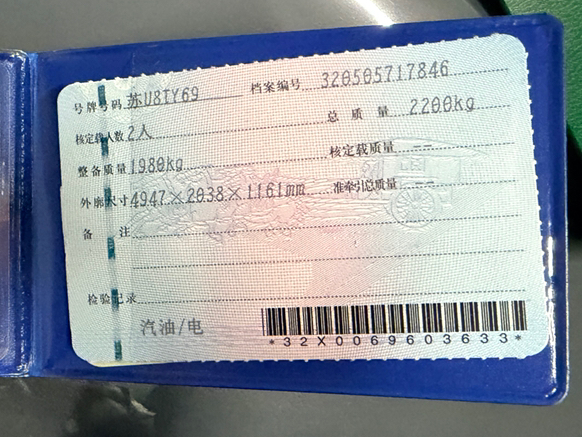 号牌号码 苏U8TY69 档案编号 320505717846
核定载人数 2人 总质量 2200kg
整备质量 1980kg 核定载质量 --
外廓尺寸 4947×2038×1161mm 准牵引总质量 --
备注
检验记录
汽油/电
*32X0069603633*